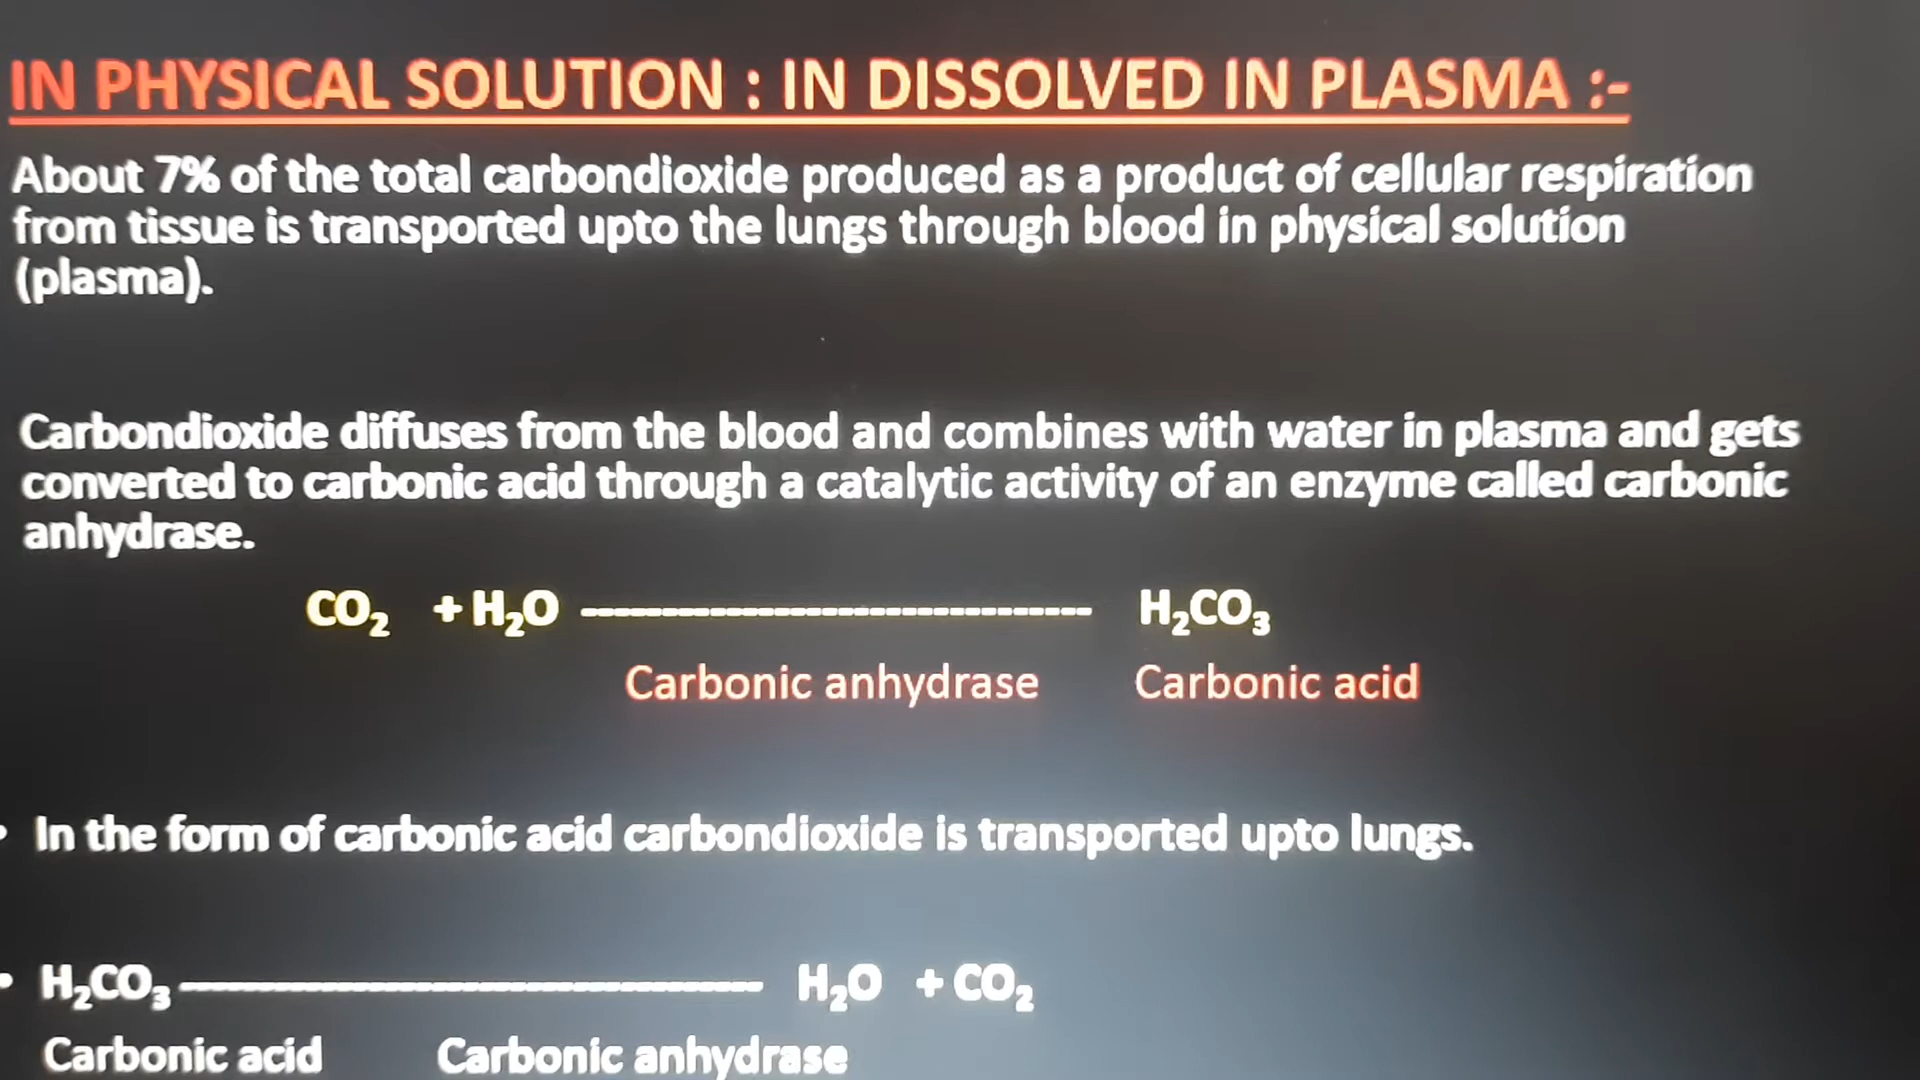 IN PHYSICAL SOLUTION : IN DISSOLVED IN PLASMA :-
About 7% of the total carbondioxide produced as a product of cellular respiration
from tissue is transported upto the lungs through blood in physical solution
(plasma).
Carbondioxide diffuses from the blood and combines with water in plasma and gets
converted to carbonic acid through a catalytic activity of an enzyme called carbonic
anhydrase.
CO₂ + H₂O ------------------------------------ H₂CO₃
Carbonic anhydrase Carbonic acid
• In the form of carbonic acid carbondioxide is transported upto lungs.
• H₂CO₃ ----------------------------------------- H₂O + CO₂
Carbonic acid Carbonic anhydrase